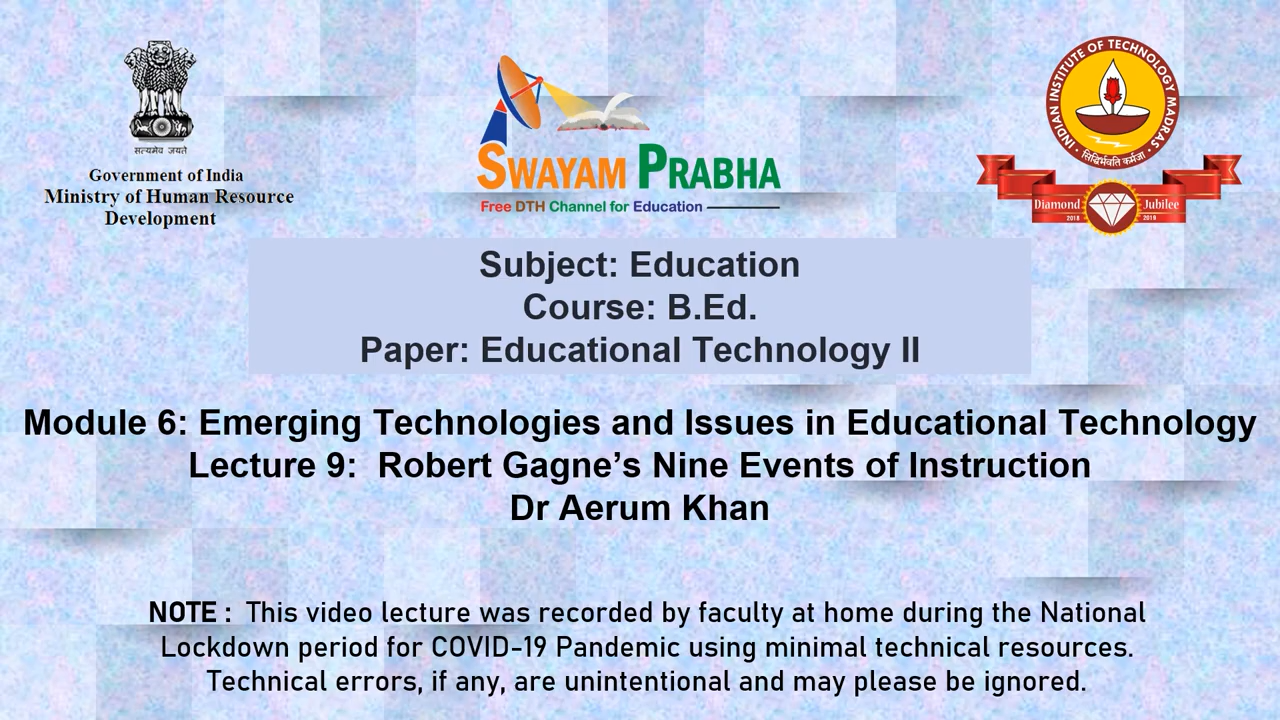 सत्यमेव जयते
Government of India
Ministry of Human Resource
Development
SWAYAM PRABHA
Free DTH Channel for Education
INDIAN INSTITUTE OF TECHNOLOGY MADRAS
सिद्धिर्भवति कर्मजा
Diamond Jubilee
2018 2019
Subject: Education
Course: B.Ed.
Paper: Educational Technology II
Module 6: Emerging Technologies and Issues in Educational Technology
Lecture 9: Robert Gagne’s Nine Events of Instruction
Dr Aerum Khan
NOTE : This video lecture was recorded by faculty at home during the National
Lockdown period for COVID-19 Pandemic using minimal technical resources.
Technical errors, if any, are unintentional and may please be ignored.